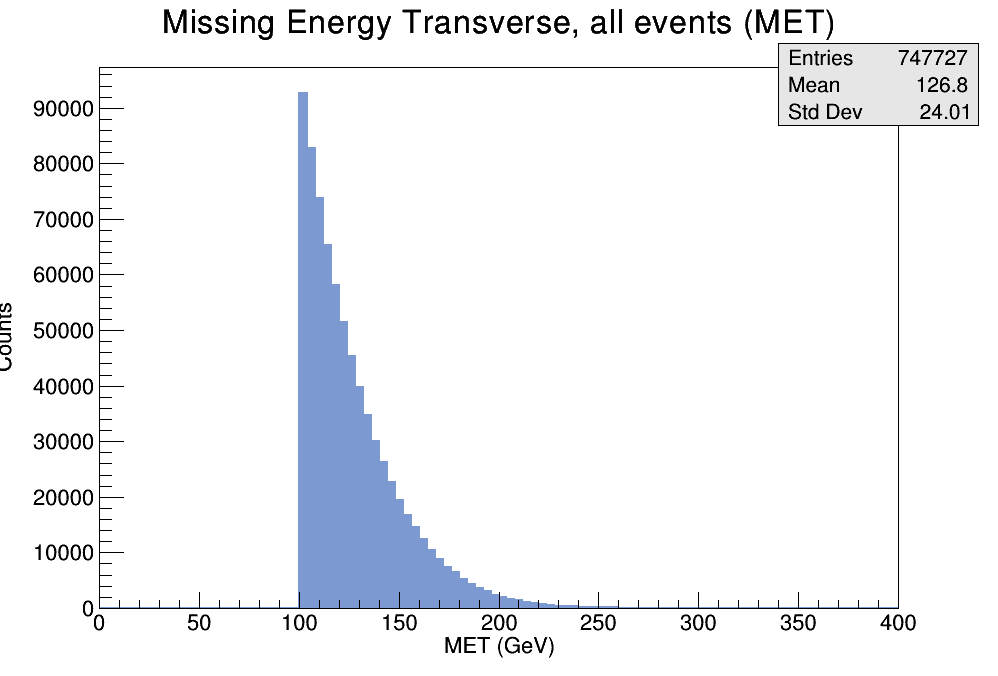 Missing Energy Transverse, all events (MET)
Entries 747727
Mean 126.8
Std Dev 24.01
90000
80000
70000
60000
50000
40000
30000
20000
10000
0
Counts
0 50 100 150 200 250 300 350 400
MET (GeV)